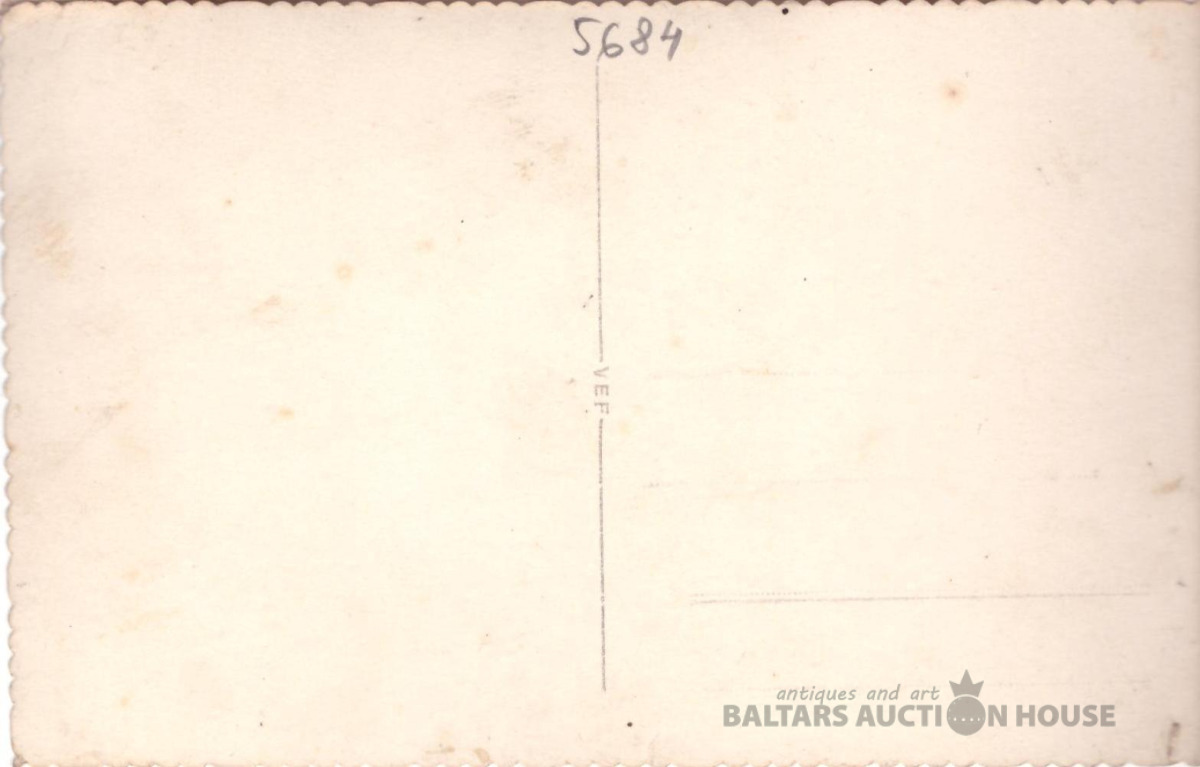 5684
VEF
antiques and art
BALTARS AUCTION HOUSE